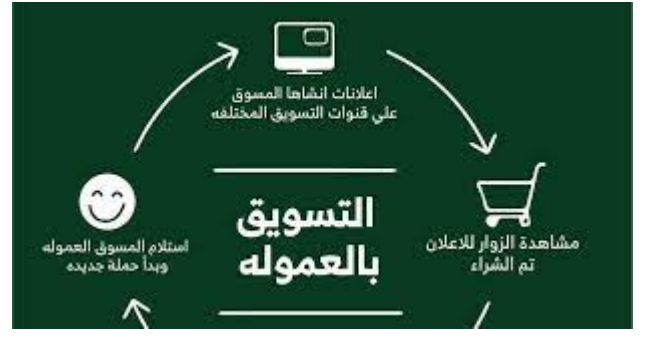 اعلانات انشاها المسوق
علي قنوات التسويق المختلفه
التسويق
بالعموله
مشاهدة الزوار للاعلان
تم الشراء
استلام المسوق العموله
وبدأ حملة جديده